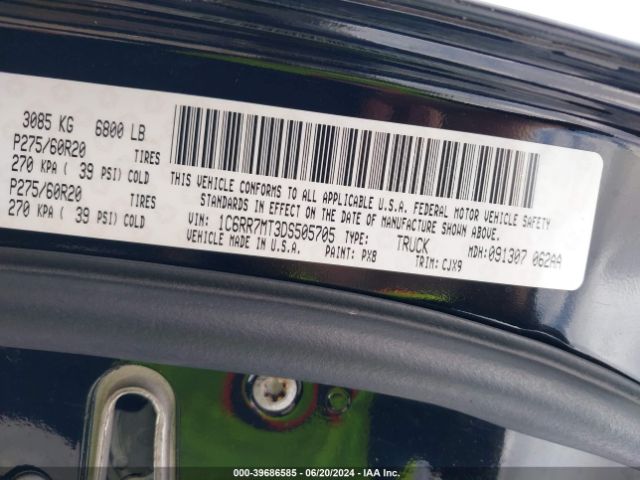 3085 KG 6800 LB
P275/60R20 TIRES
270 KPA ( 39 PSI) COLD
P275/60R20 TIRES
270 KPA ( 39 PSI) COLD
THIS VEHICLE CONFORMS TO ALL APPLICABLE U.S.A. FEDERAL MOTOR VEHICLE SAFETY
STANDARDS IN EFFECT ON THE DATE OF MANUFACTURE SHOWN ABOVE.
VIN: 1C6RR7MT3DS505705 TYPE: TRUCK MDH:091307 062AA
VEHICLE MADE IN U.S.A. PAINT: PX8 TRIM: CJX9
000-39686585 - 06/20/2024 - IAA Inc.